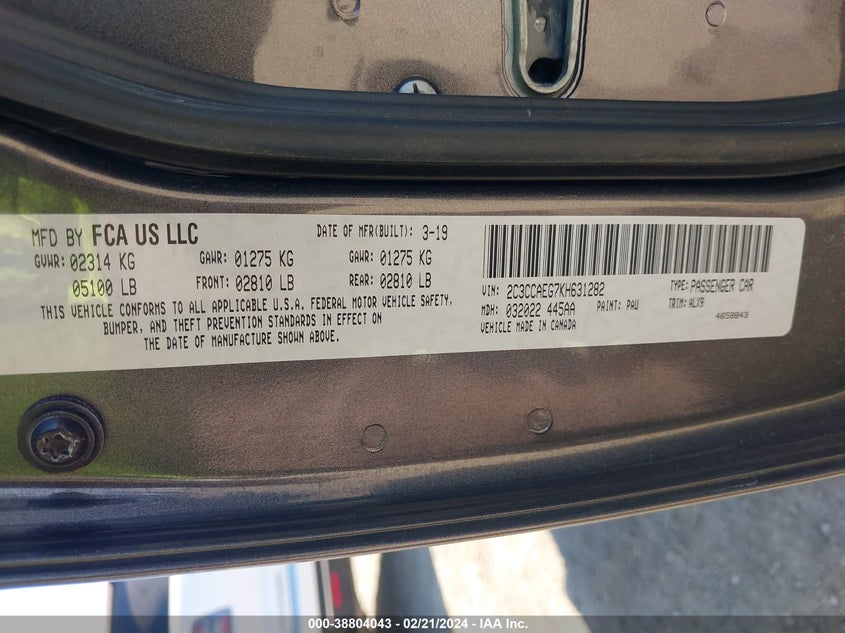 MFD BY FCA US LLC DATE OF MFR(BUILT): 3-19
GVWR: 02314 KG GAWR: 01275 KG GAWR: 01275 KG
05100 LB FRONT: 02810 LB REAR: 02810 LB
THIS VEHICLE CONFORMS TO ALL APPLICABLE U.S.A. FEDERAL MOTOR VEHICLE SAFETY,
BUMPER, AND THEFT PREVENTION STANDARDS IN EFFECT ON
THE DATE OF MANUFACTURE SHOWN ABOVE.
VIN: 2C3CCAEG7KH631282 TYPE: PASSENGER CAR
MDH: 032022 445AA PAINT: PAU TRIM: ALX9
VEHICLE MADE IN CANADA 4658843
000-38804043 - 02/21/2024 - IAA Inc.